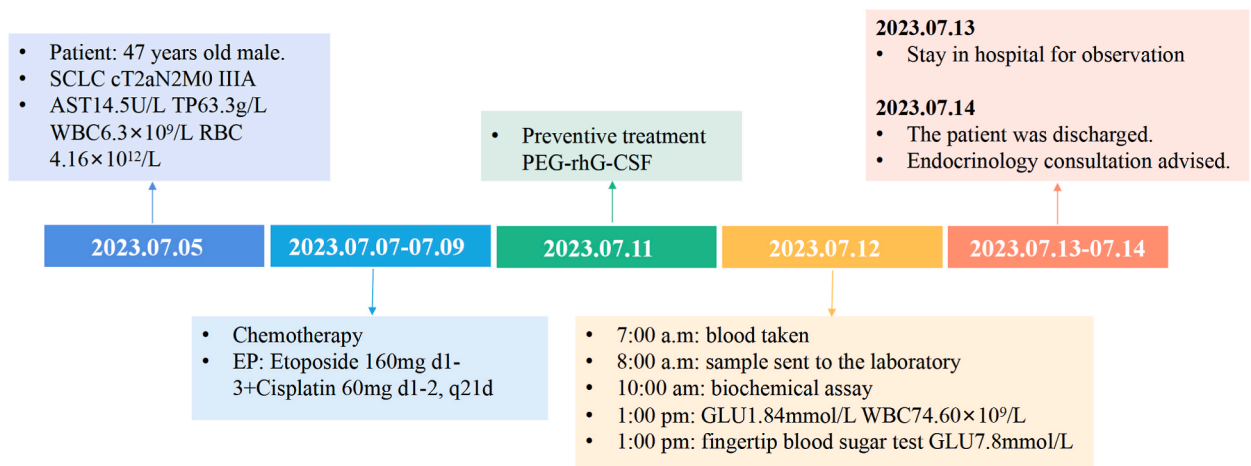 • Patient: 47 years old male.
• SCLC cT2aN2M0 IIIA
• AST14.5U/L TP63.3g/L
WBC6.3×10⁹/L RBC
4.16×10¹²/L
• Preventive treatment
PEG-rhG-CSF
2023.07.13
• Stay in hospital for observation
2023.07.14
• The patient was discharged.
• Endocrinology consultation advised.
2023.07.05
2023.07.07-07.09
2023.07.11
2023.07.12
2023.07.13-07.14
• Chemotherapy
• EP: Etoposide 160mg d1-
3+Cisplatin 60mg d1-2, q21d
• 7:00 a.m: blood taken
• 8:00 a.m: sample sent to the laboratory
• 10:00 am: biochemical assay
• 1:00 pm: GLU1.84mmol/L WBC74.60×10⁹/L
• 1:00 pm: fingertip blood sugar test GLU7.8mmol/L